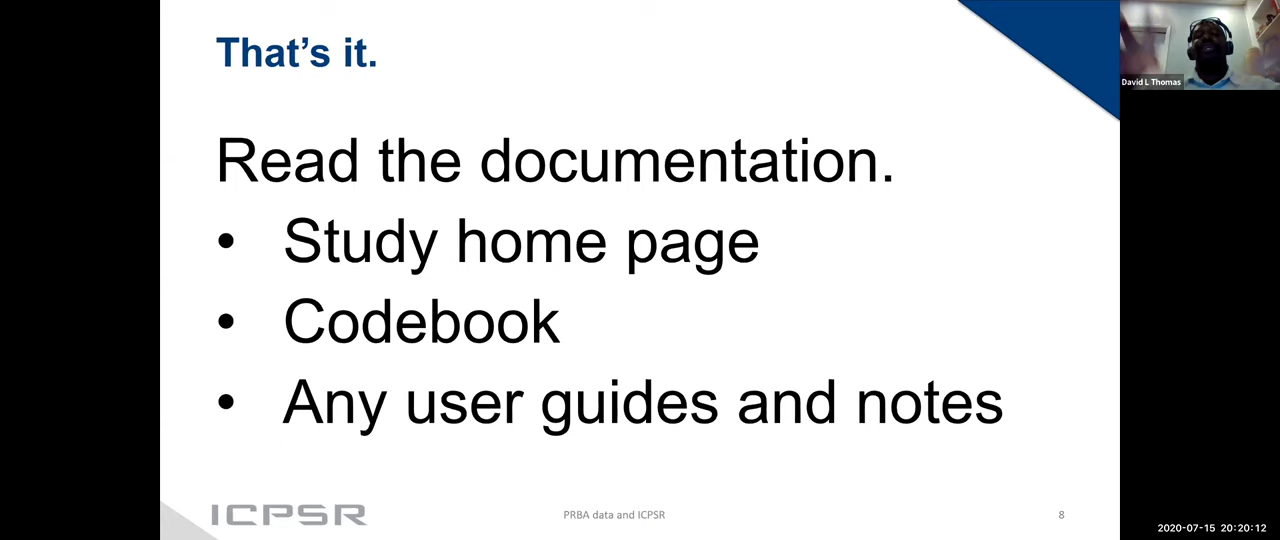 That's it.
David L Thomas
Read the documentation.
• Study home page
• Codebook
• Any user guides and notes
ICPSR
PRBA data and ICPSR
8
2020-07-15 20:20:12